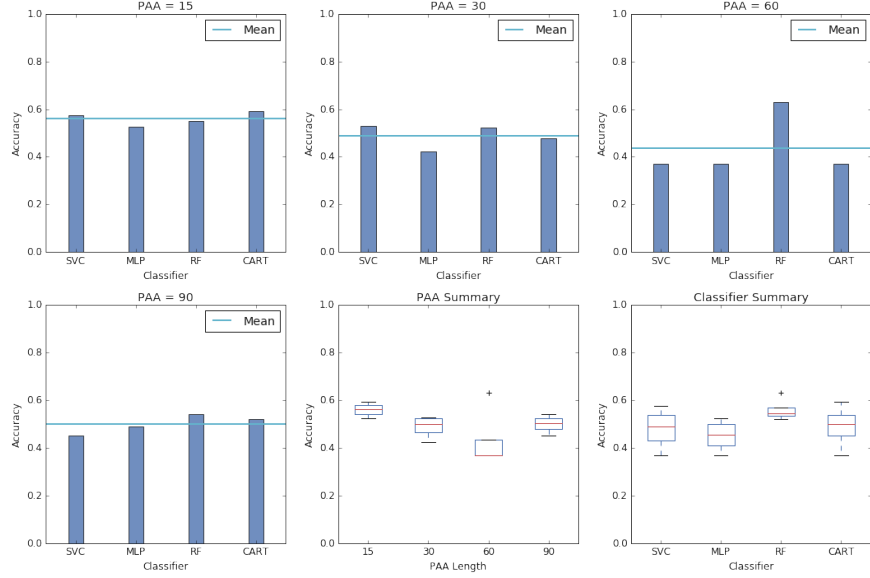 PAA = 15
1.0
0.8
0.6
0.4
0.2
0.0
Accuracy
Mean
SVC MLP RF CART
Classifier
PAA = 30
1.0
0.8
0.6
0.4
0.2
0.0
Accuracy
Mean
SVC MLP RF CART
Classifier
PAA = 60
1.0
0.8
0.6
0.4
0.2
0.0
Accuracy
Mean
SVC MLP RF CART
Classifier
PAA = 90
1.0
0.8
0.6
0.4
0.2
0.0
Accuracy
Mean
SVC MLP RF CART
Classifier
PAA Summary
1.0
0.8
0.6
0.4
0.2
0.0
Accuracy
15 30 60 90
PAA Length
Classifier Summary
1.0
0.8
0.6
0.4
0.2
0.0
Accuracy
SVC MLP RF CART
Classifier